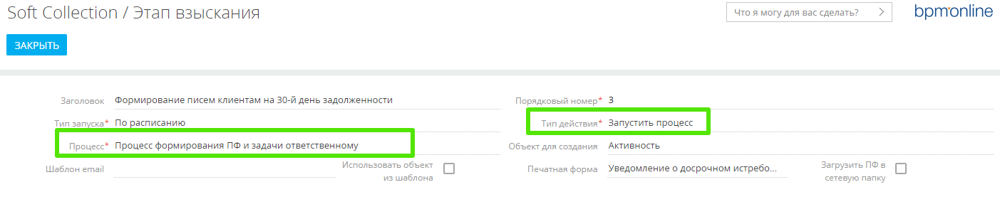 Soft Collection / Этап взыскания
Что я могу для вас сделать?
bpmonline
ЗАКРЫТЬ
Заголовок Формирование писем клиентам на 30-й день задолженности
Порядковый номер* 3
Тип запуска* По расписанию
Тип действия* Запустить процесс
Процесс* Процесс формирования ПФ и задачи ответственному
Объект для создания Активность
Шаблон email
Использовать объект
из шаблона
Печатная форма Уведомление о досрочном истребо...
Загрузить ПФ в
сетевую папку